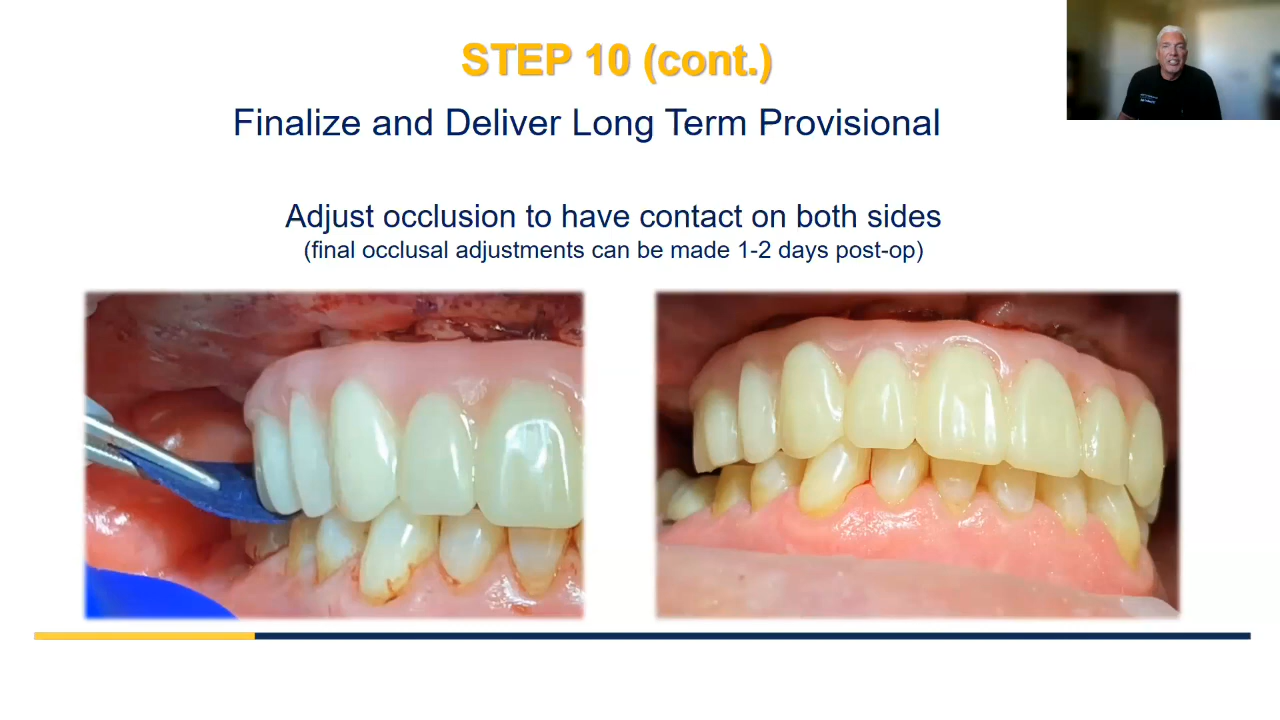 STEP 10 (cont.)
Finalize and Deliver Long Term Provisional
Adjust occlusion to have contact on both sides
(final occlusal adjustments can be made 1-2 days post-op)